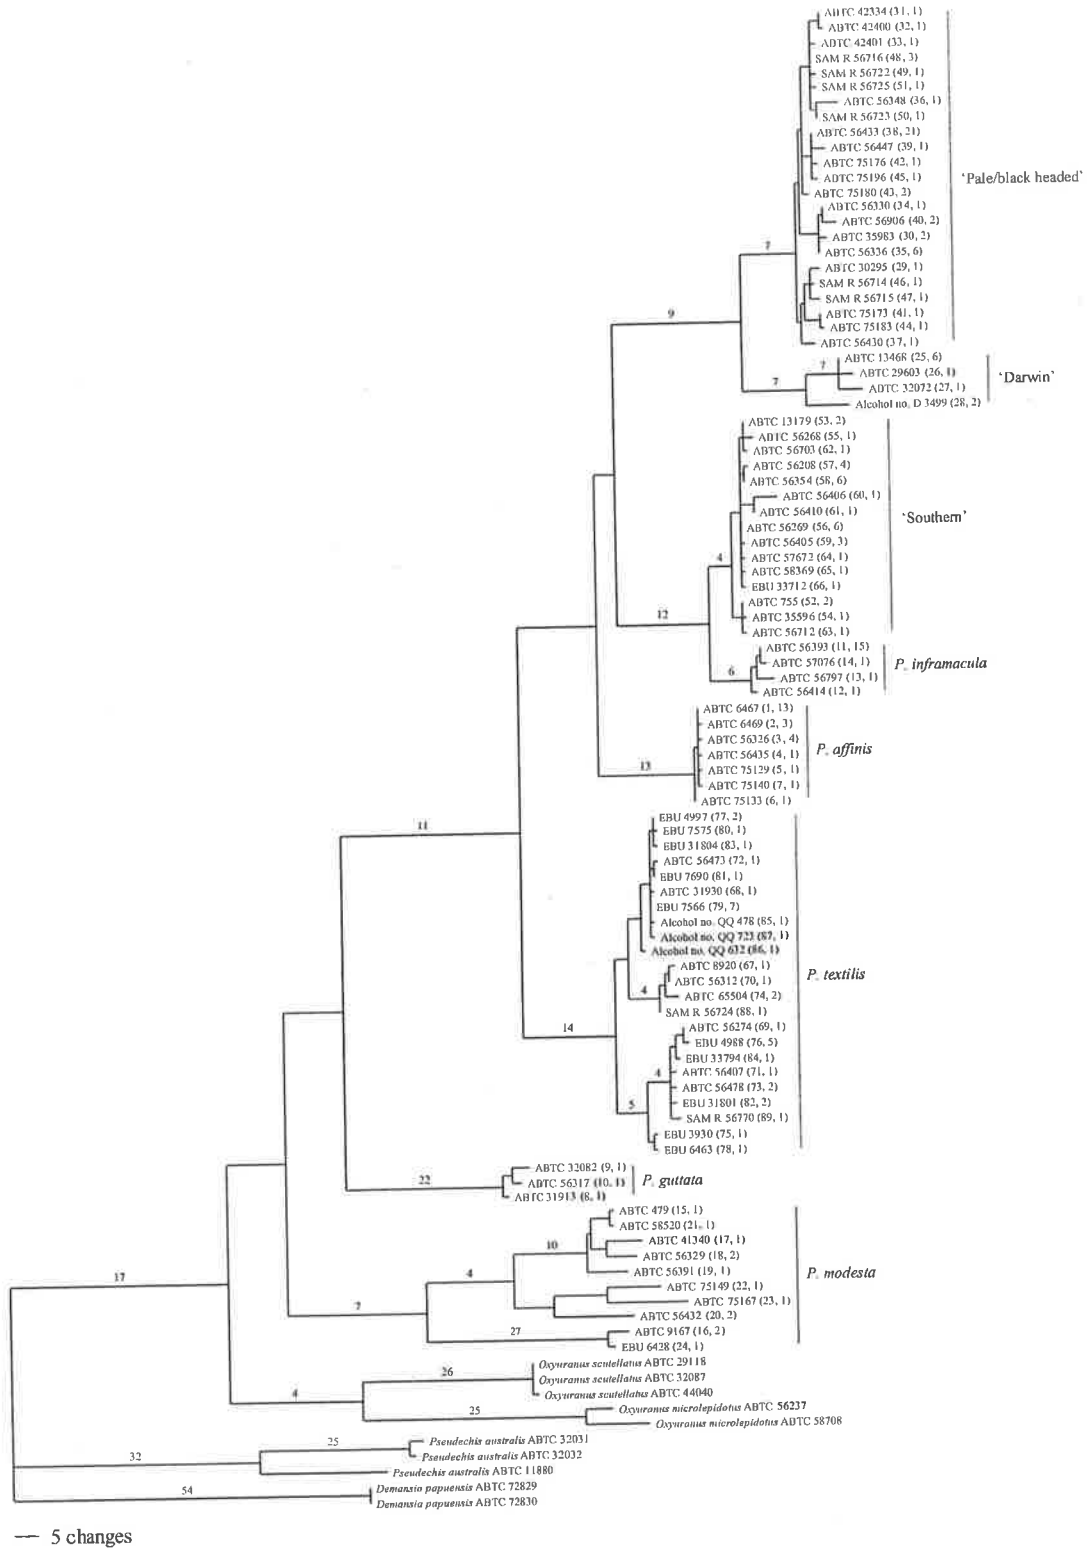 ABTC 42334 (31, 1)
ABTC 42400 (32, 1)
ABTC 42401 (33, 1)
SAM R 56716 (48, 3)
SAM R 56722 (49, 1)
SAM R 56725 (51, 1)
ABTC 56348 (36, 1)
SAM R 56723 (50, 1)
ABTC 56433 (38, 21)
ABTC 56447 (39, 1)
ABTC 75176 (42, 1)
ABTC 75196 (45, 1)
'Pale/black headed'
ABTC 75180 (43, 2)
ABTC 56330 (34, 1)
ABTC 56906 (40, 2)
ABTC 35983 (30, 2)
7
ABTC 56336 (35, 6)
ABTC 30295 (29, 1)
SAM R 56714 (46, 1)
SAM R 56715 (47, 1)
9
ABTC 75173 (41, 1)
ABTC 75183 (44, 1)
ABTC 56430 (37, 1)
ABTC 13468 (25, 6)
7
ABTC 29603 (26, 1)
'Darwin'
7
ABTC 32072 (27, 1)
Alcohol no. D 3499 (28, 2)
ABTC 13179 (53, 2)
ABTC 56268 (55, 1)
ABTC 56703 (62, 1)
ABTC 56208 (57, 4)
ABTC 56354 (58, 6)
ABTC 56406 (60, 1)
ABTC 56410 (61, 1)
'Southern'
ABTC 56269 (56, 6)
ABTC 56405 (59, 3)
4
ABTC 57672 (64, 1)
ABTC 58369 (65, 1)
EBU 33712 (66, 1)
ABTC 755 (52, 2)
12
ABTC 35596 (54, 1)
ABTC 56712 (63, 1)
ABTC 56393 (11, 15)
ABTC 57076 (14, 1)
P. inframacula
6
ABTC 56797 (13, 1)
ABTC 56414 (12, 1)
ABTC 6467 (1, 13)
ABTC 6469 (2, 3)
ABTC 56326 (3, 4)
P. affinis
ABTC 56435 (4, 1)
13
ABTC 75129 (5, 1)
ABTC 75140 (7, 1)
ABTC 75133 (6, 1)
EBU 4997 (77, 2)
11
EBU 7575 (80, 1)
EBU 31804 (83, 1)
ABTC 56473 (72, 1)
EBU 7690 (81, 1)
ABTC 31930 (68, 1)
EBU 7566 (79, 7)
Alcohol no. QQ 478 (85, 1)
Alcohol no. QQ 723 (87, 1)
Alcohol no. QQ 632 (86, 1)
ABTC 8920 (67, 1)
P. textilis
ABTC 56312 (70, 1)
4
ABTC 65504 (74, 2)
SAM R 56724 (88, 1)
14
ABTC 56274 (69, 1)
EBU 4988 (76, 5)
EBU 33794 (84, 1)
4
ABTC 56407 (71, 1)
ABTC 56478 (73, 2)
5
EBU 31801 (82, 2)
SAM R 56770 (89, 1)
EBU 3930 (75, 1)
EBU 6463 (78, 1)
ABTC 32082 (9, 1)
22
ABTC 56317 (10, 1)
P. guttata
ABTC 31913 (8, 1)
ABTC 479 (15, 1)
ABTC 58520 (21, 1)
10
ABTC 41340 (17, 1)
ABTC 56329 (18, 2)
17
4
ABTC 56391 (19, 1)
P. modesta
ABTC 75149 (22, 1)
7
ABTC 75167 (23, 1)
ABTC 56432 (20, 2)
27
ABTC 9167 (16, 2)
EBU 6428 (24, 1)
Oxyuranus scutellatus ABTC 29118
26
Oxyuranus scutellatus ABTC 32087
4
Oxyuranus scutellatus ABTC 44040
25
Oxyuranus microlepidotus ABTC 56237
Oxyuranus microlepidotus ABTC 58708
25
Pseudechis australis ABTC 32031
32
Pseudechis australis ABTC 32032
Pseudechis australis ABTC 11880
54
Demansia papuensis ABTC 72829
Demansia papuensis ABTC 72830
5 changes